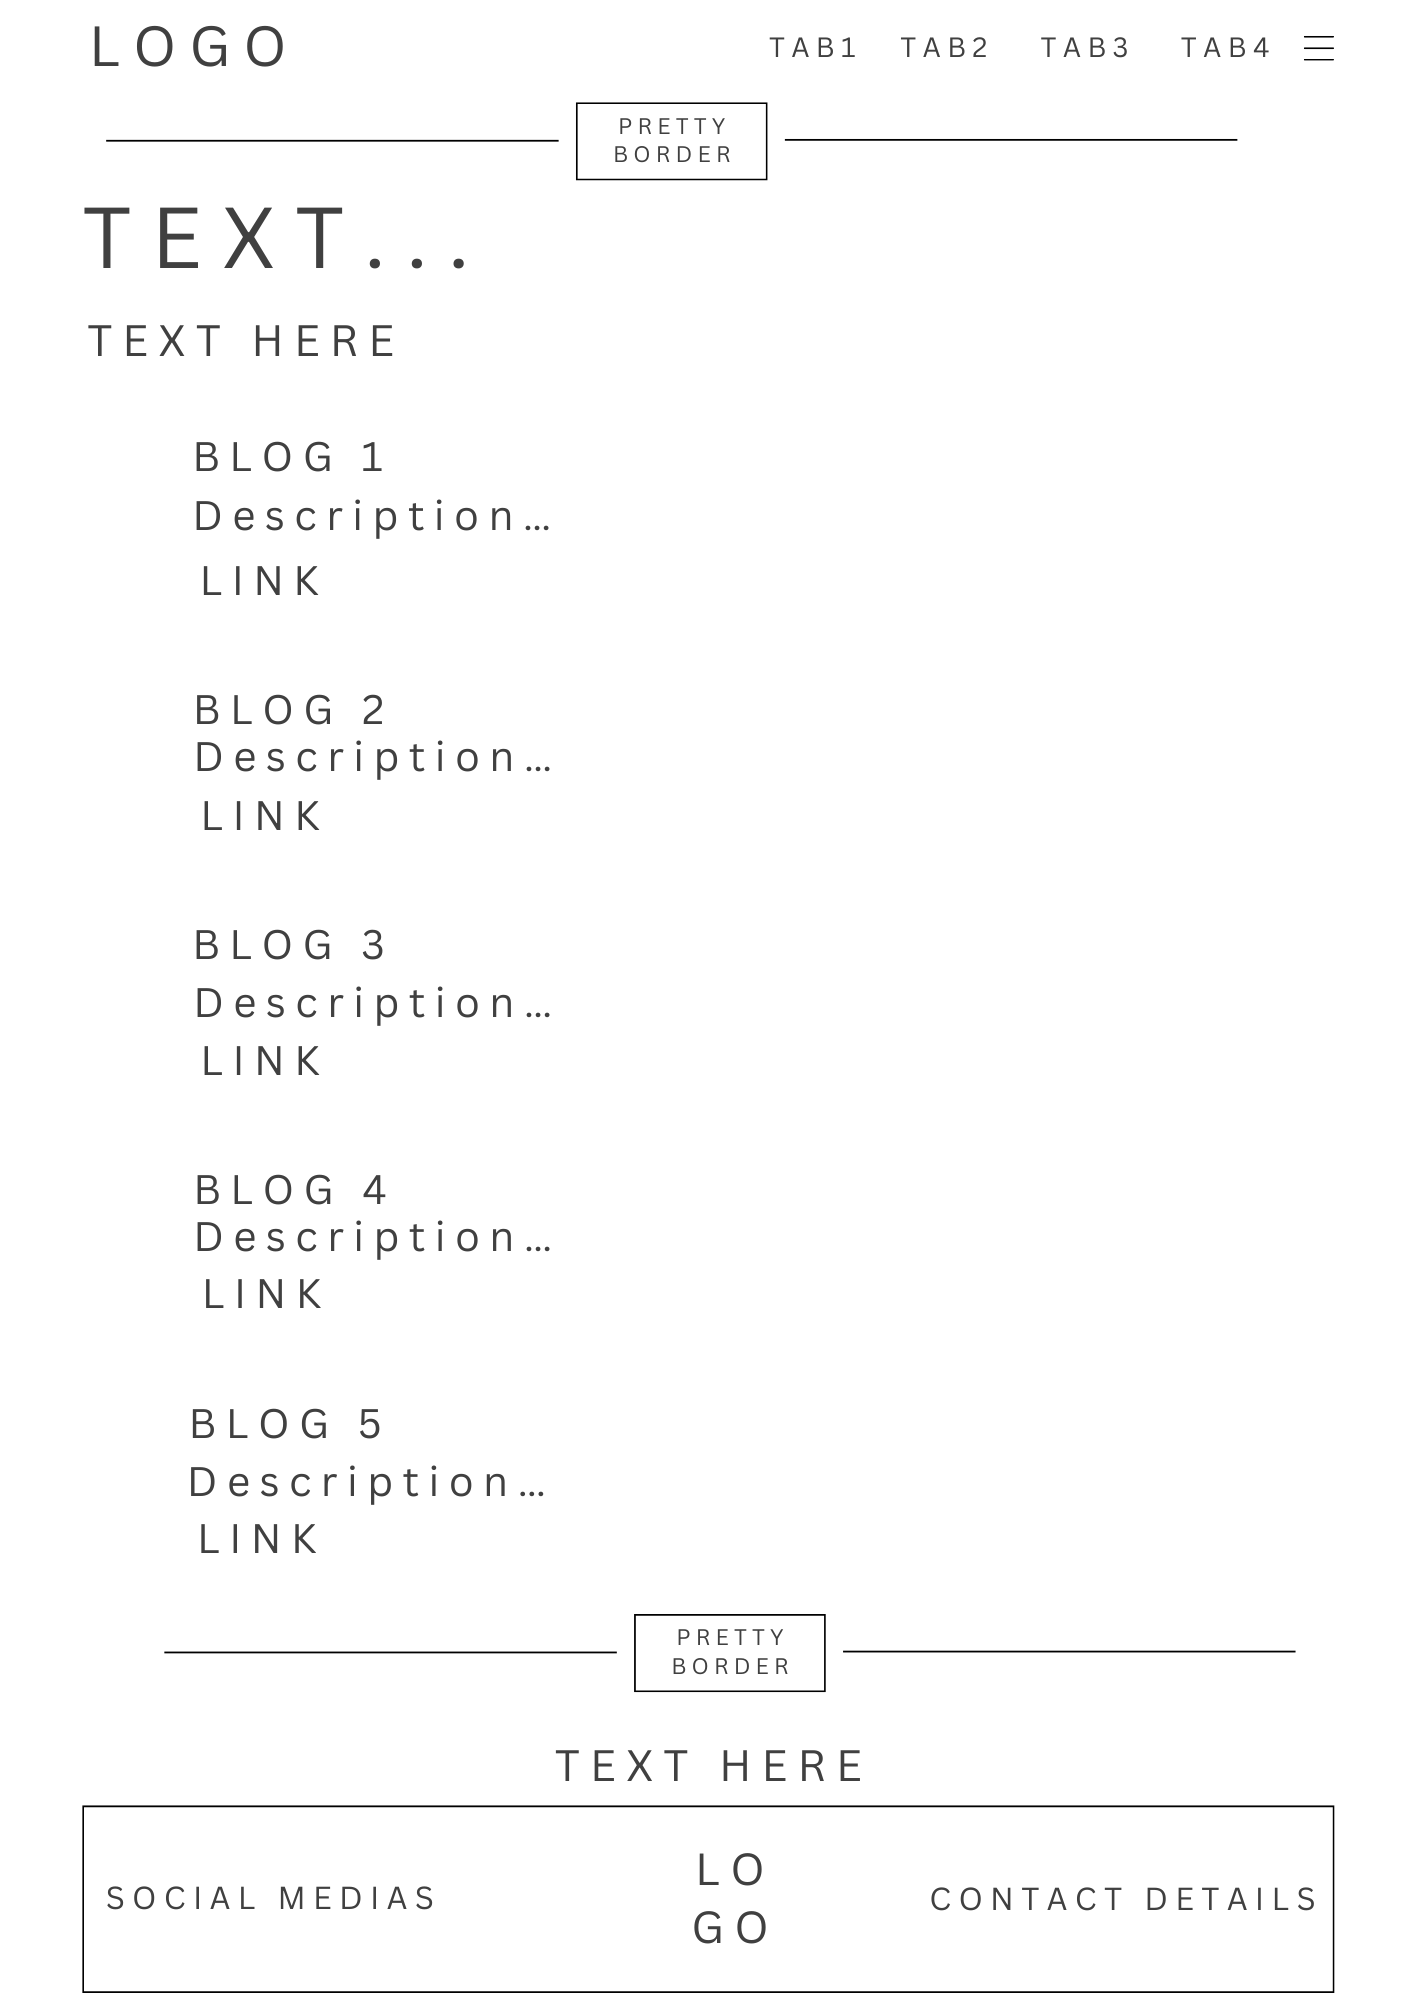 LOGO
TAB1 TAB2 TAB3 TAB4
PRETTY
BORDER
TEXT...
TEXT HERE
BLOG 1
Description...
LINK
BLOG 2
Description...
LINK
BLOG 3
Description...
LINK
BLOG 4
Description...
LINK
BLOG 5
Description...
LINK
PRETTY
BORDER
TEXT HERE
SOCIAL MEDIAS
LO
GO
CONTACT DETAILS